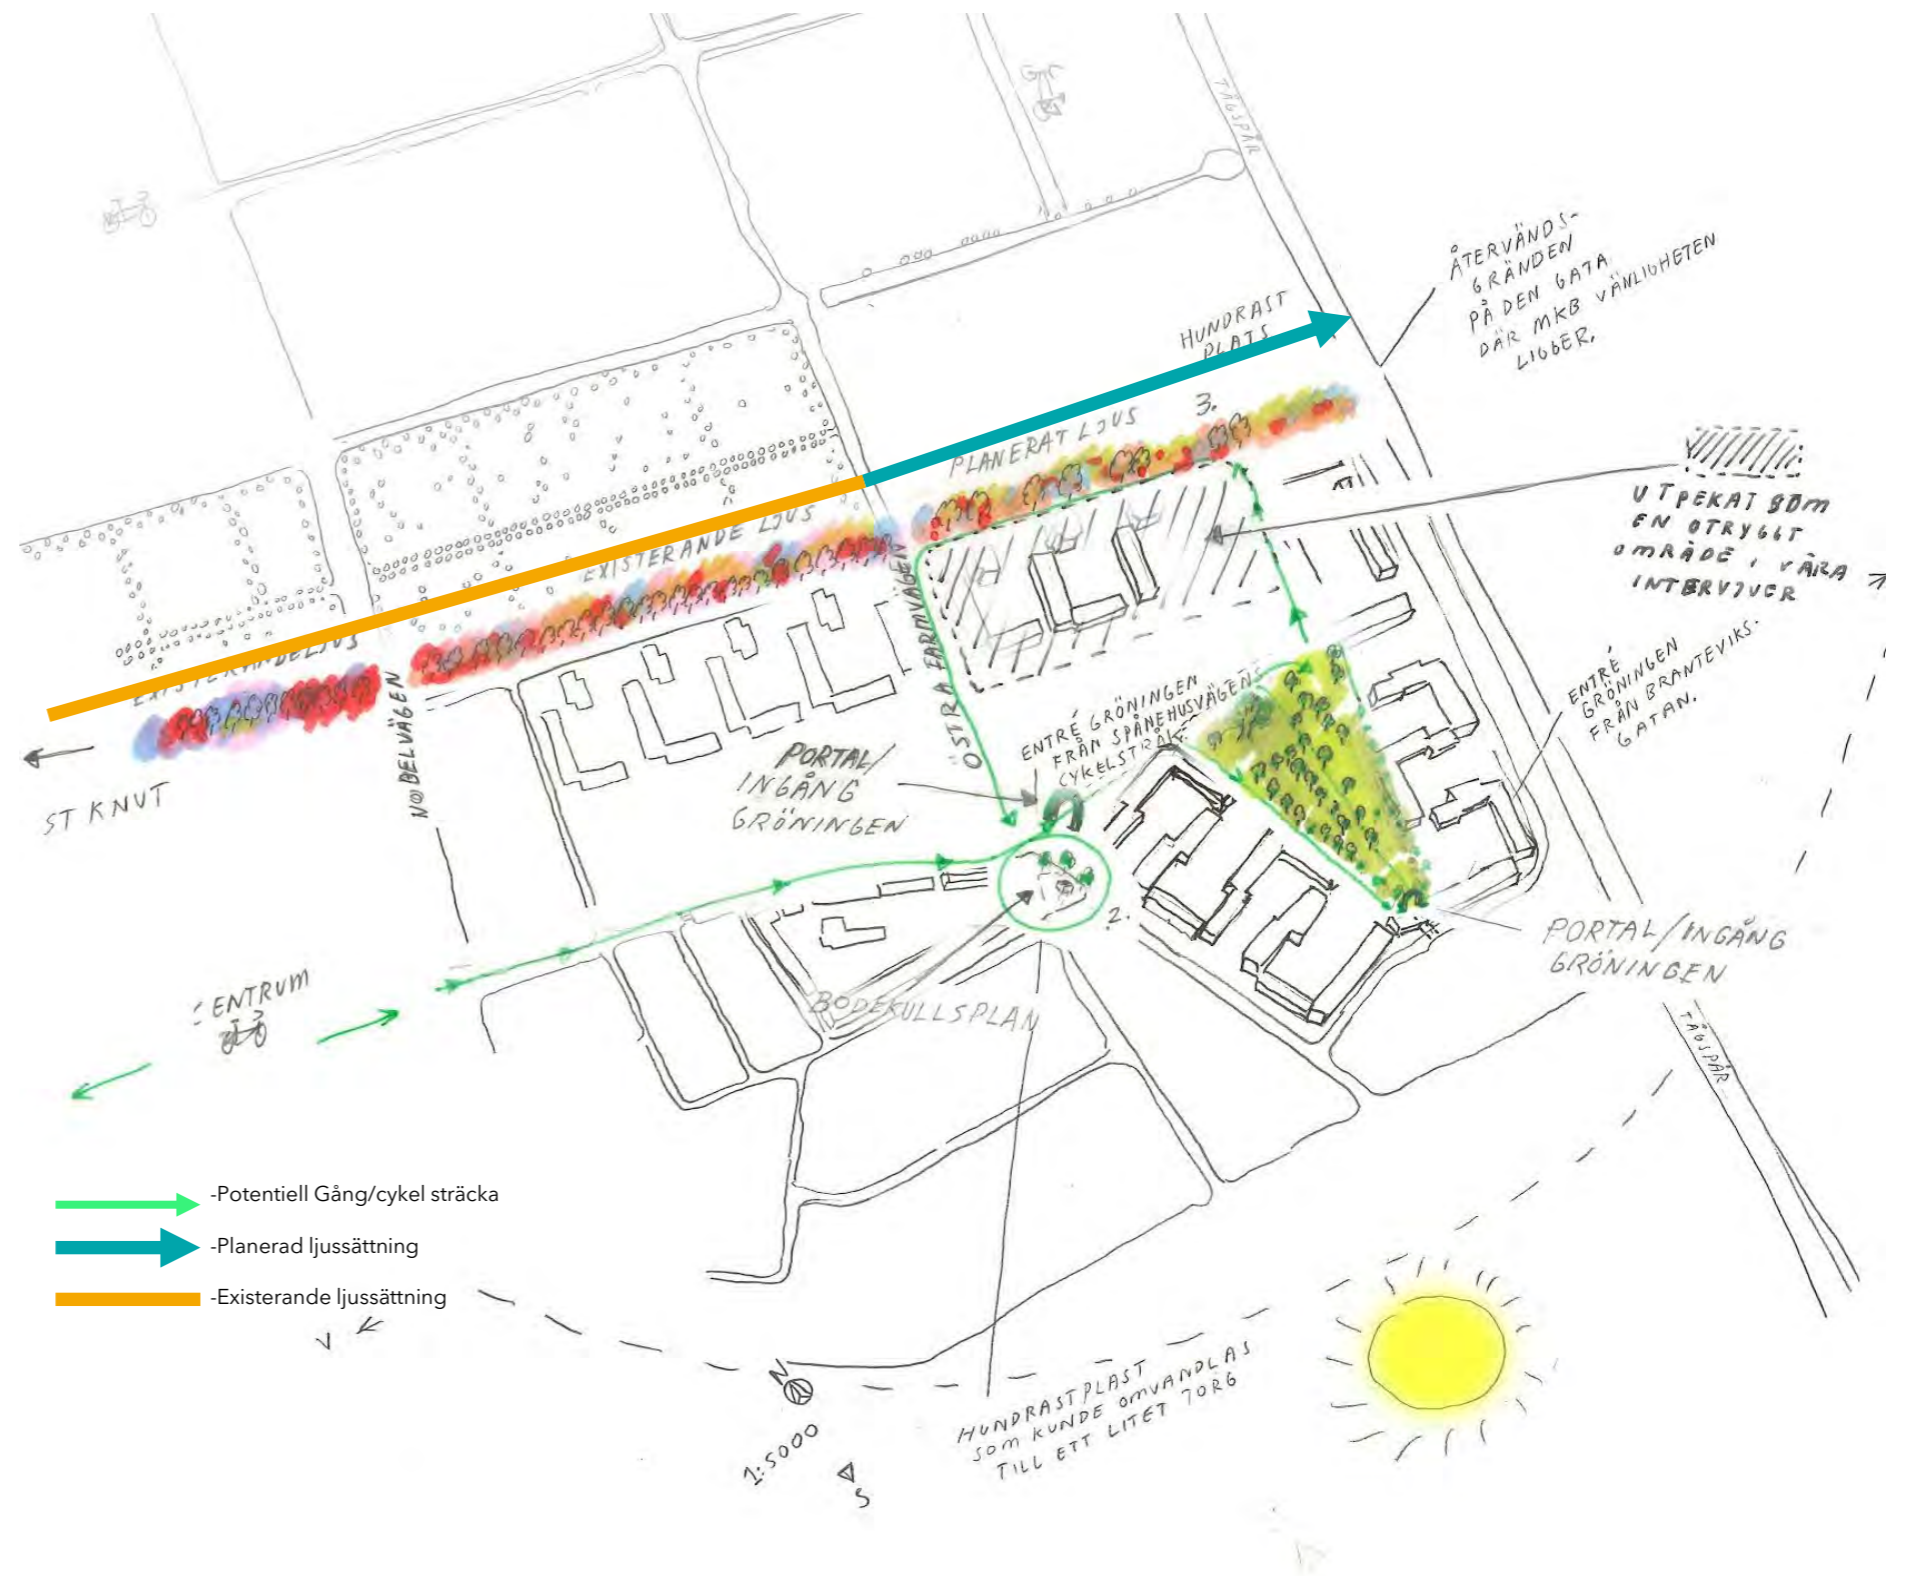 TÅGSPÅR
ÅTERVÄNDS-
GRÄNDEN
PÅ DEN GATA
DÄR MKB VÄNLIGHETEN
LIGGER.
HUNDRAST
PLATS
3.
PLANERAT LJUS
UTPEKAT SOM
EN OTRYGGT
OMRÅDE I VÅRA
INTERVJUER
EXISTERANDE LJUS
EXISTERANDE LJUS
ÖSTRA FARMVÄGEN
NOBELVÄGEN
ST KNUT
ENTRÉ GRÖNINGEN
FRÅN SPÅNEHUSVÄGENS
CYKELSTRÅK
ENTRÉ
GRÖNINGEN
FRÅN BRANTEVIKS-
GATAN.
PORTAL/
INGÅNG
GRÖNINGEN
2.
PORTAL/INGÅNG
GRÖNINGEN
CENTRUM
BODEKULLSPLAN
TÅGSPÅR
-Potentiell Gång/cykel sträcka
-Planerad ljussättning
-Existerande ljussättning
V
N
1:5000
S
HUNDRASTPLAST
SOM KUNDE OMVANDLAS
TILL ETT LITET TORG